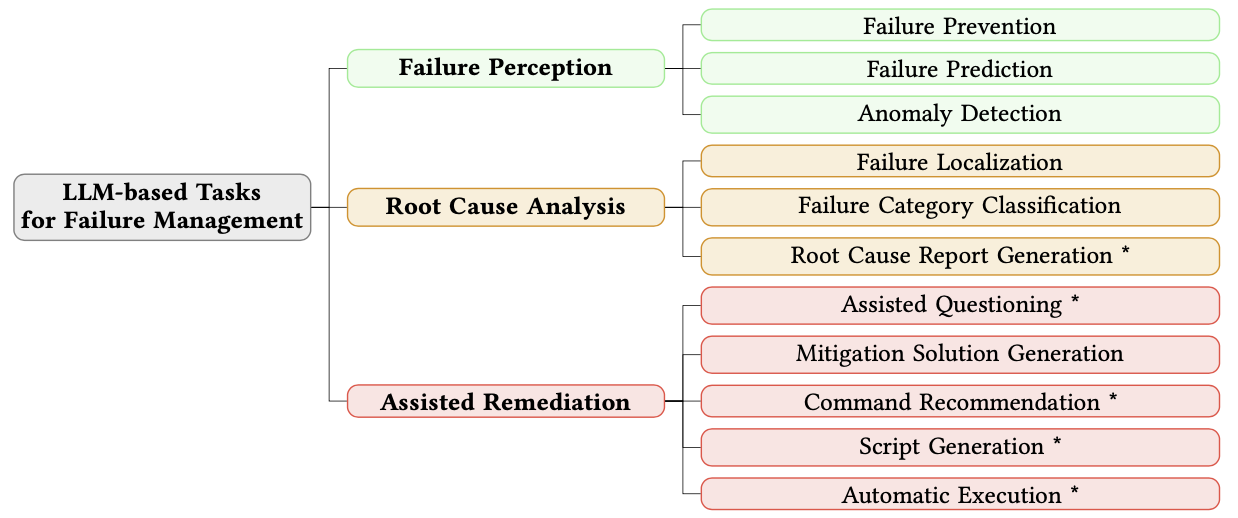 LLM-based Tasks
for Failure Management
Failure Perception
Failure Prevention
Failure Prediction
Anomaly Detection
Root Cause Analysis
Failure Localization
Failure Category Classification
Root Cause Report Generation *
Assisted Remediation
Assisted Questioning *
Mitigation Solution Generation
Command Recommendation *
Script Generation *
Automatic Execution *